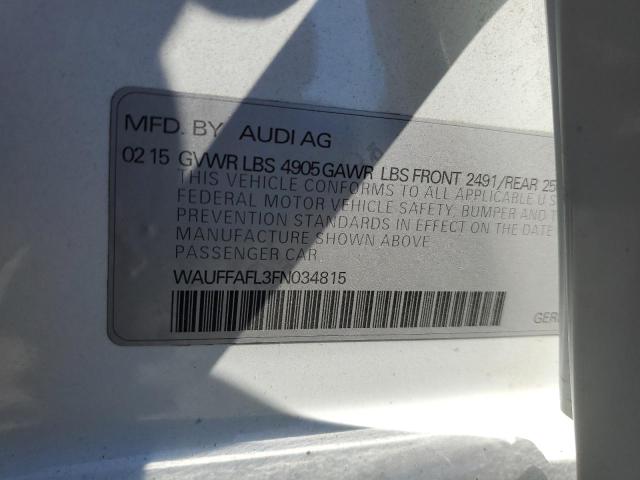 MFD. BY AUDI AG
02 15 GVWR LBS 4905 GAWR LBS FRONT 2491/REAR 25
THIS VEHICLE CONFORMS TO ALL APPLICABLE U S
FEDERAL MOTOR VEHICLE SAFETY, BUMPER AND T
PREVENTION STANDARDS IN EFFECT ON THE DATE
MANUFACTURE SHOWN ABOVE
PASSENGER CAR.
WAUFFAFL3FN034815
GER